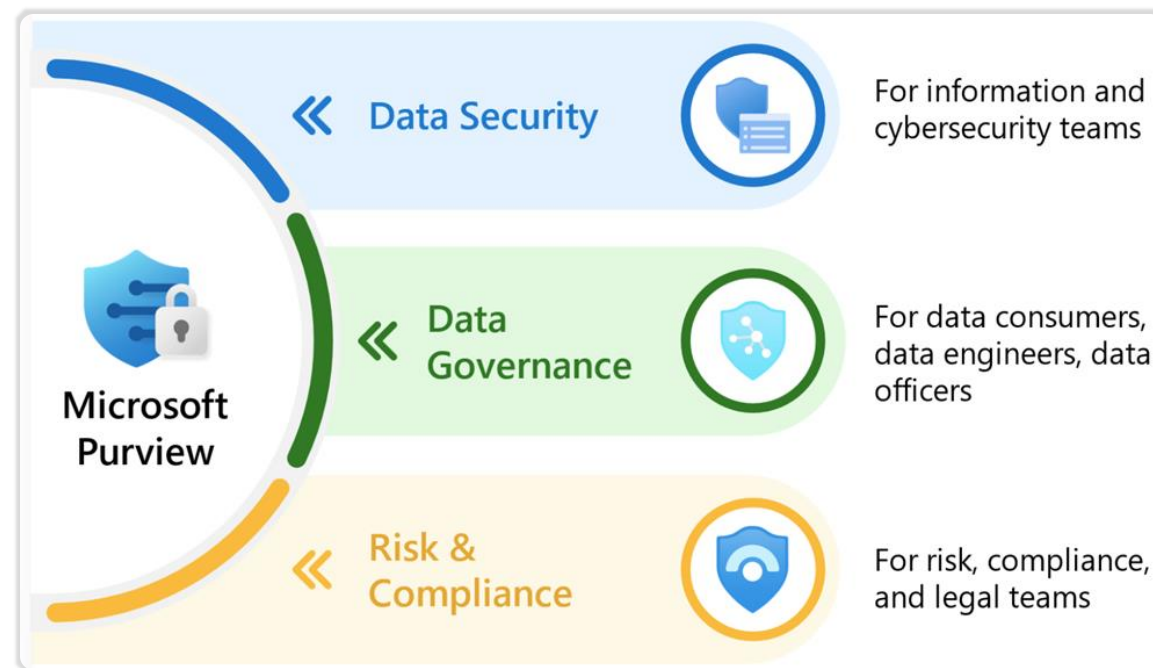 Data Security
For information and
cybersecurity teams
Microsoft
Purview
Data
Governance
For data consumers,
data engineers, data
officers
Risk &
Compliance
For risk, compliance,
and legal teams